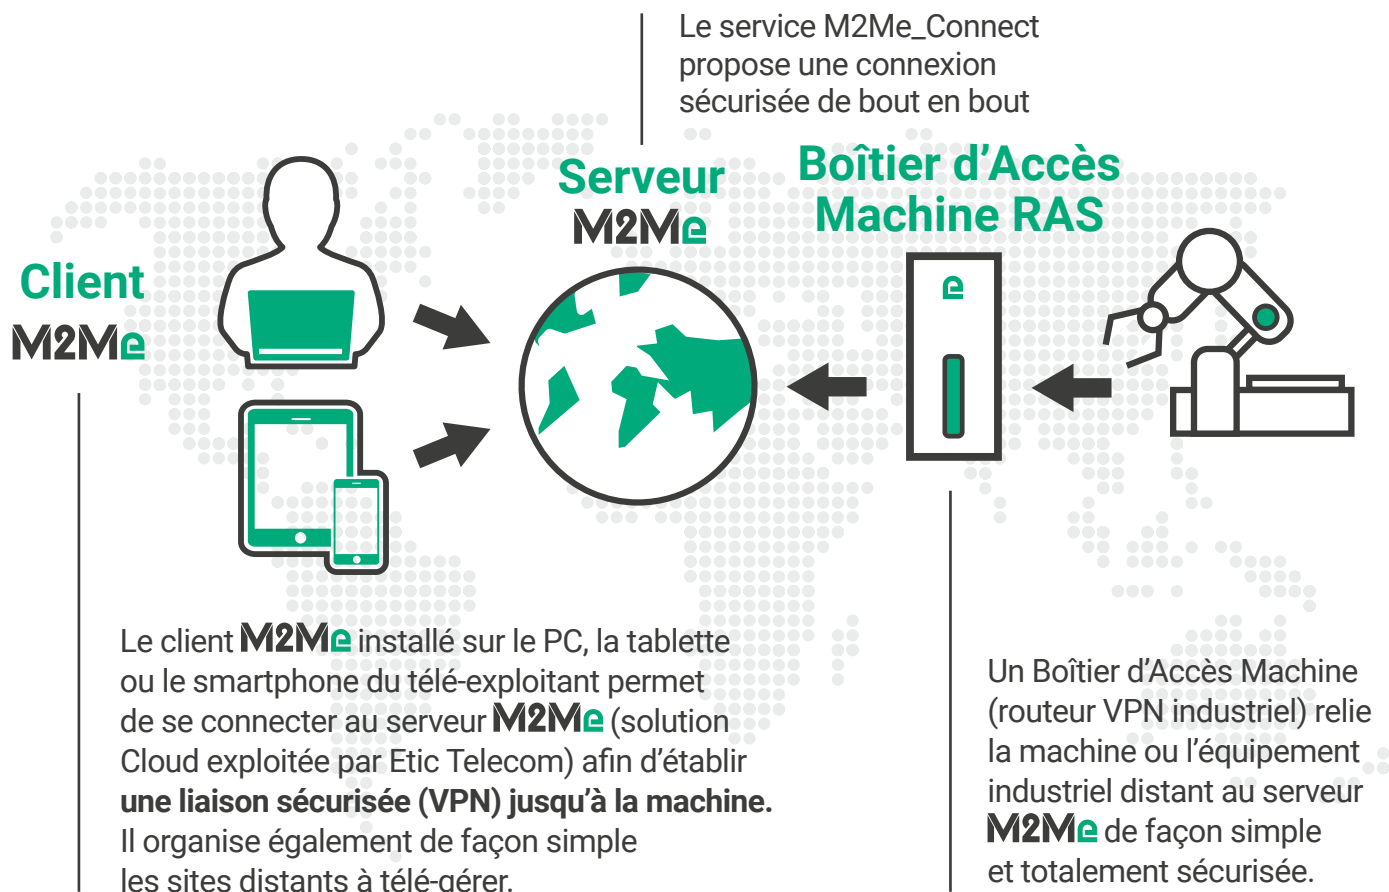 Le service M2Me_Connect
propose une connexion
sécurisée de bout en bout
Serveur
M2Me
Boîtier d’Accès
Machine RAS
Client
M2Me
Le client M2Me installé sur le PC, la tablette
ou le smartphone du télé-exploitant permet
de se connecter au serveur M2Me (solution
Cloud exploitée par Etic Telecom) afin d’établir
une liaison sécurisée (VPN) jusqu’à la machine.
Il organise également de façon simple
les sites distants à télé-gérer.
Un Boîtier d’Accès Machine
(routeur VPN industriel) relie
la machine ou l’équipement
industriel distant au serveur
M2Me de façon simple
et totalement sécurisée.